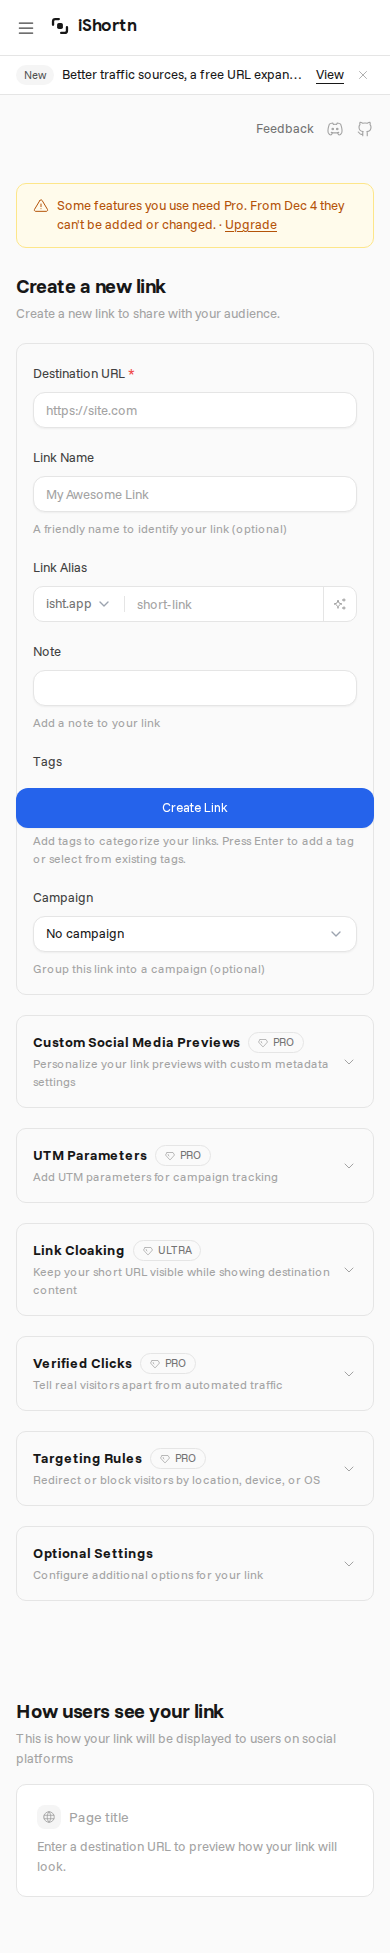 iShortn
New Better traffic sources, a free URL expan… View
Feedback
Some features you use need Pro. From Dec 4 they
can't be added or changed. · Upgrade
Create a new link
Create a new link to share with your audience.
Destination URL *
https://site.com
Link Name
My Awesome Link
A friendly name to identify your link (optional)
Link Alias
isht.app short-link
Note
Add a note to your link
Tags
Create Link
Add tags to categorize your links. Press Enter to add a tag
or select from existing tags.
Campaign
No campaign
Group this link into a campaign (optional)
Custom Social Media Previews PRO
Personalize your link previews with custom metadata
settings
UTM Parameters PRO
Add UTM parameters for campaign tracking
Link Cloaking ULTRA
Keep your short URL visible while showing destination
content
Verified Clicks PRO
Tell real visitors apart from automated traffic
Targeting Rules PRO
Redirect or block visitors by location, device, or OS
Optional Settings
Configure additional options for your link
How users see your link
This is how your link will be displayed to users on social
platforms
Page title
Enter a destination URL to preview how your link will
look.